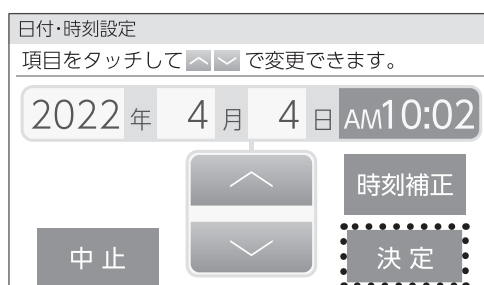 日付・時刻設定
項目をタッチして で変更できます。
2022 年 4 月 4 日 AM10:02
時刻補正
中止 決定